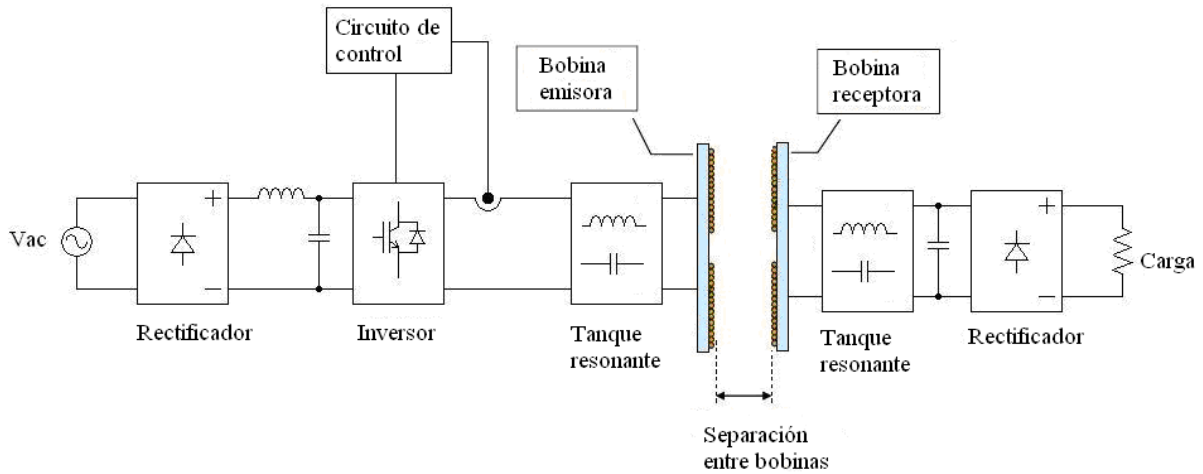 Circuito de
control
Bobina
emisora
Bobina
receptora
Vac
+
−
Rectificador
Inversor
Tanque
resonante
Tanque
resonante
+
−
Rectificador
Carga
Separación
entre bobinas